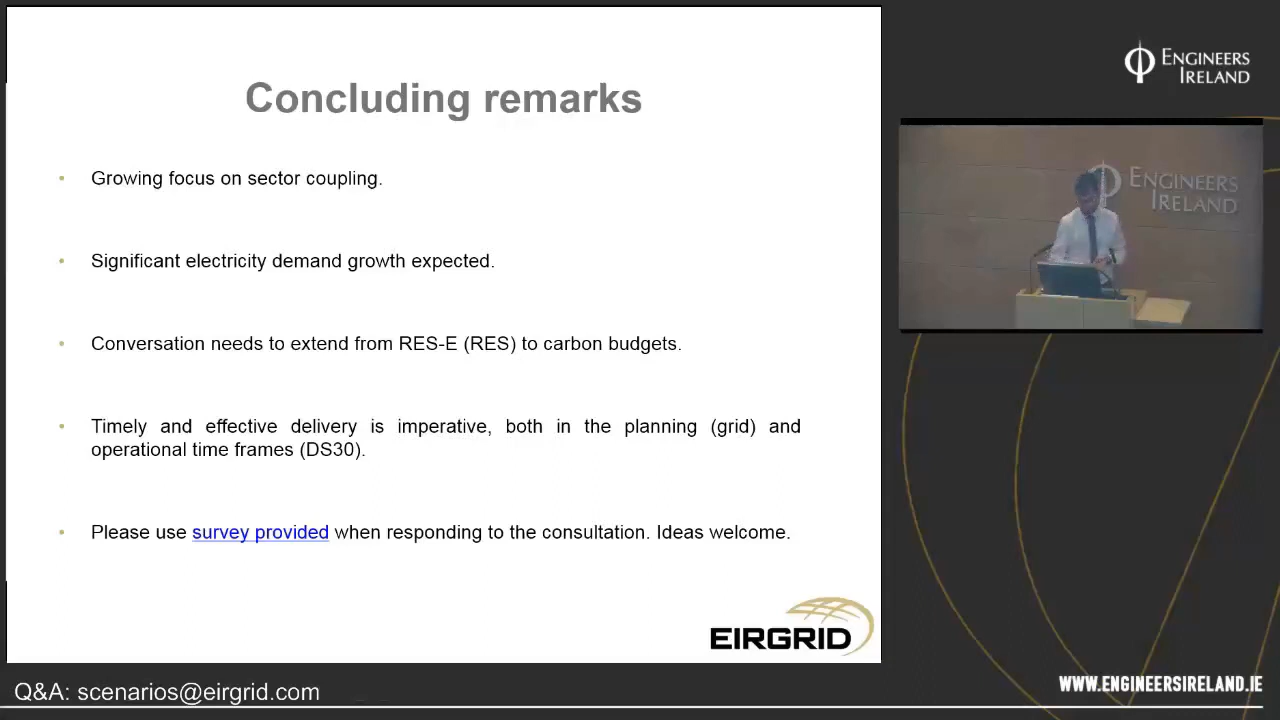 Concluding remarks
Growing focus on sector coupling.
Significant electricity demand growth expected.
Conversation needs to extend from RES-E (RES) to carbon budgets.
Timely and effective delivery is imperative, both in the planning (grid) and
operational time frames (DS30).
Please use survey provided when responding to the consultation. Ideas welcome.
EIRGRID
Q&A: scenarios@eirgrid.com
ENGINEERS
IRELAND
ENGINEERS
IRELAND
WWW.ENGINEERSIRELAND.IE